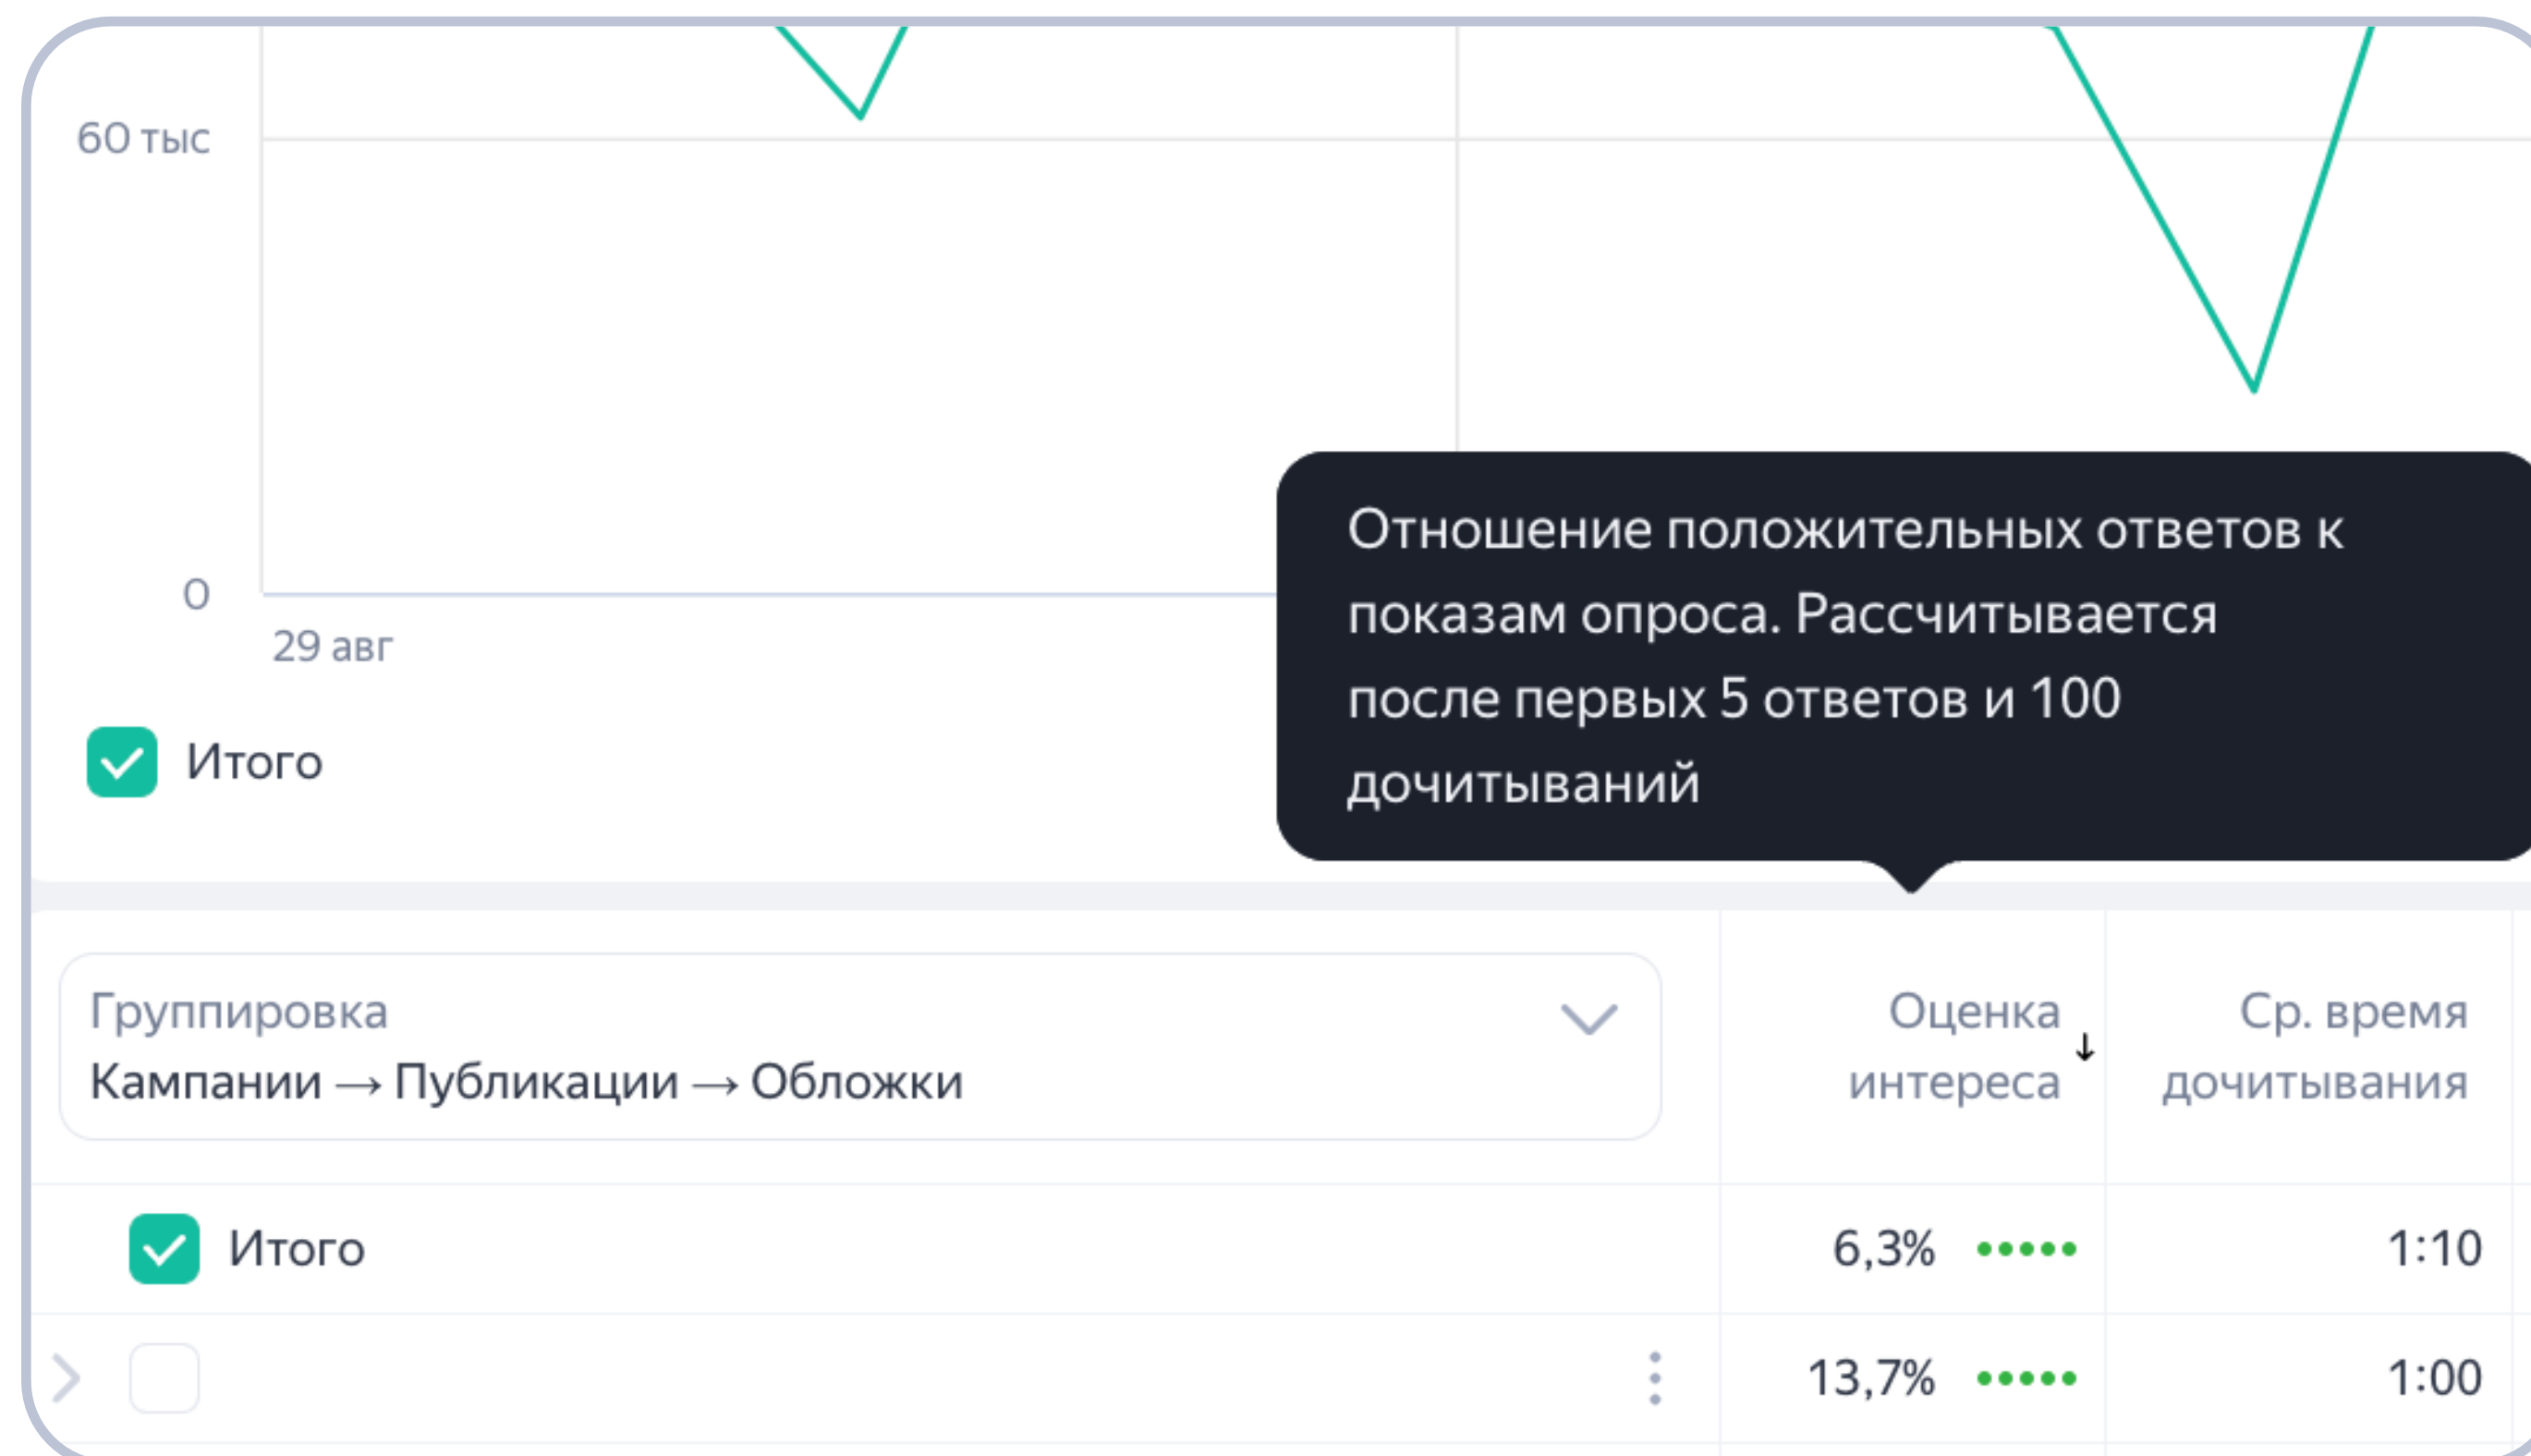 60 тыс
0
29 авг
Отношение положительных ответов к
показам опроса. Рассчитывается
после первых 5 ответов и 100
дочитываний
Итого
Группировка
Кампании → Публикации → Обложки
Оценка
интереса ↓
Ср. время
дочитывания
Итого 6,3% 1:10
13,7% 1:00